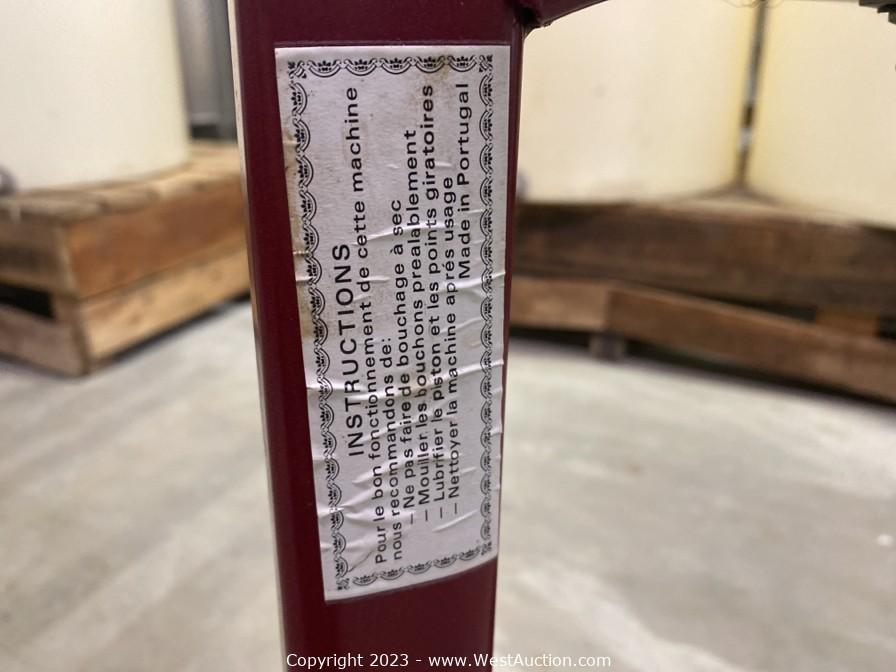 INSTRUCTIONS
Pour le bon fonctionnement de cette machine
nous recommandons de:
— Ne pas faire de bouchage à sec
— Mouiller les bouchons prealablement
— Lubrifier le piston et les points giratoires
— Nettoyer la machine aprés usage
Made in Portugal
Copyright 2023 - www.WestAuction.com